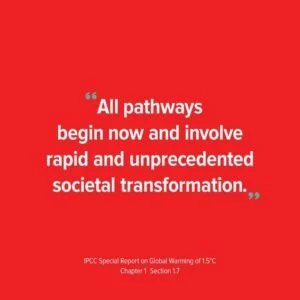 “All pathways
begin now and involve
rapid and unprecedented
societal transformation.”
IPCC Special Report on Global Warming of 1.5°C
Chapter 1 Section 1.7